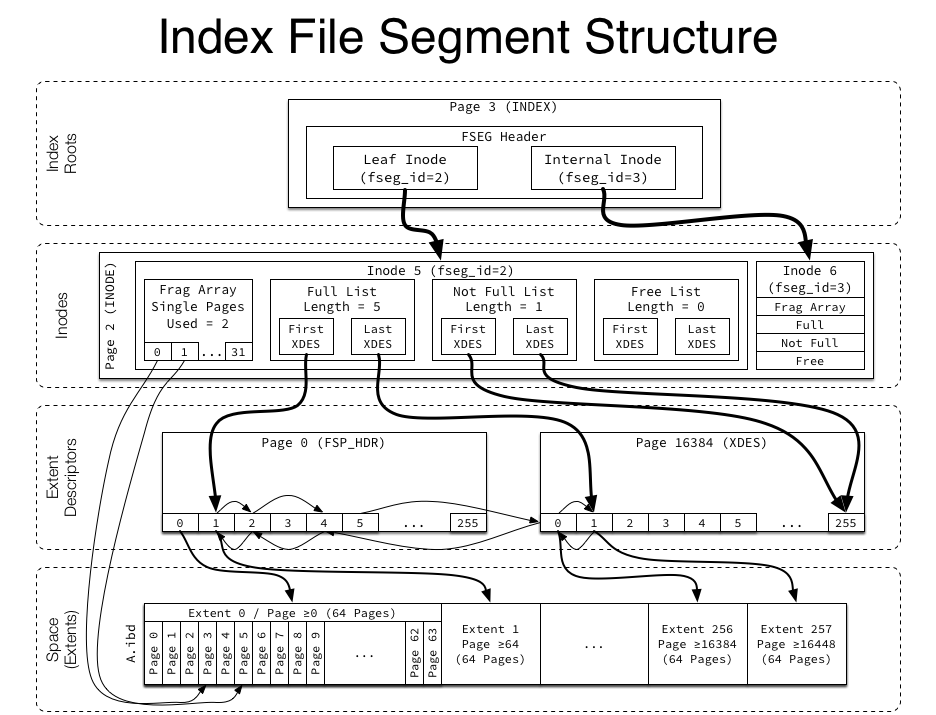 Index File Segment Structure
Index
Roots
Page 3 (INDEX)
FSEG Header
Leaf Inode
(fseg_id=2)
Internal Inode
(fseg_id=3)
Inodes
Page 2 (INODE)
Inode 5 (fseg_id=2)
Frag Array
Single Pages
Used = 2
0 1 ... 31
Full List
Length = 5
First
XDES
Last
XDES
Not Full List
Length = 1
First
XDES
Last
XDES
Free List
Length = 0
First
XDES
Last
XDES
Inode 6
(fseg_id=3)
Frag Array
Full
Not Full
Free
Extent
Descriptors
Page 0 (FSP_HDR)
0 1 2 3 4 5 ... 255
Page 16384 (XDES)
0 1 2 3 4 5 ... 255
Space
(Extents)
A.ibd
Extent 0 / Page ≥0 (64 Pages)
Page 0
Page 1
Page 2
Page 3
Page 4
Page 5
Page 6
Page 7
Page 8
Page 9
...
Page 62
Page 63
Extent 1
Page ≥64
(64 Pages)
...
Extent 256
Page ≥16384
(64 Pages)
Extent 257
Page ≥16448
(64 Pages)